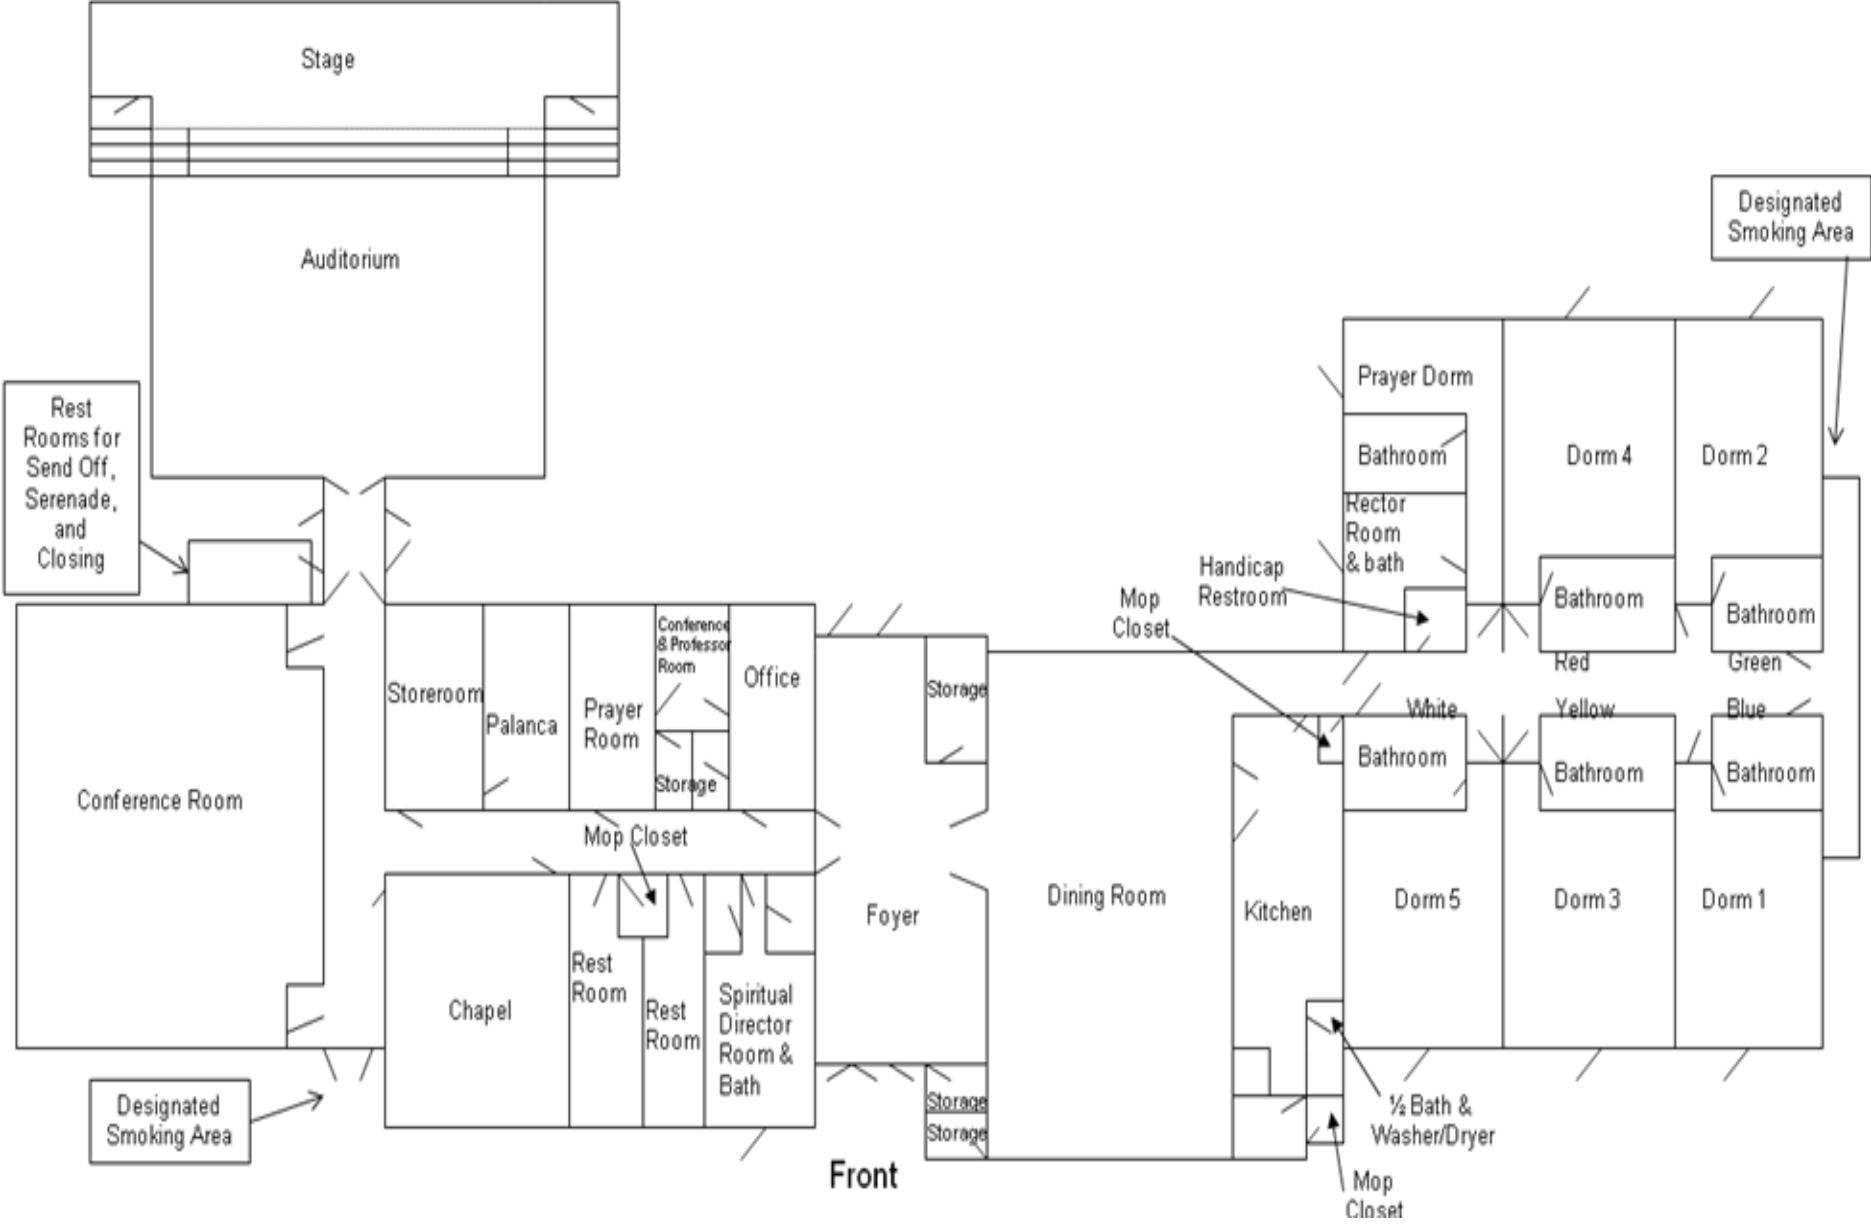 Stage
Designated
Smoking Area
Auditorium
Prayer Dorm
Rest
Rooms for
Send Off,
Serenade,
and
Closing
Bathroom
Dorm 4
Dorm 2
Rector
Room
& bath
Handicap
Restroom
Mop
Closet
Bathroom
Bathroom
Conference
& Professor
Room
Office
Storeroom
Palanca
Prayer
Room
Storage
Storage
Red
Green
White
Yellow
Blue
Bathroom
Bathroom
Bathroom
Conference Room
Mop Closet
Foyer
Dining Room
Kitchen
Dorm 5
Dorm 3
Dorm 1
Chapel
Rest
Room
Rest
Room
Spiritual
Director
Room &
Bath
Designated
Smoking Area
Storage
Storage
½ Bath &
Washer/Dryer
Front
Mop
Closet